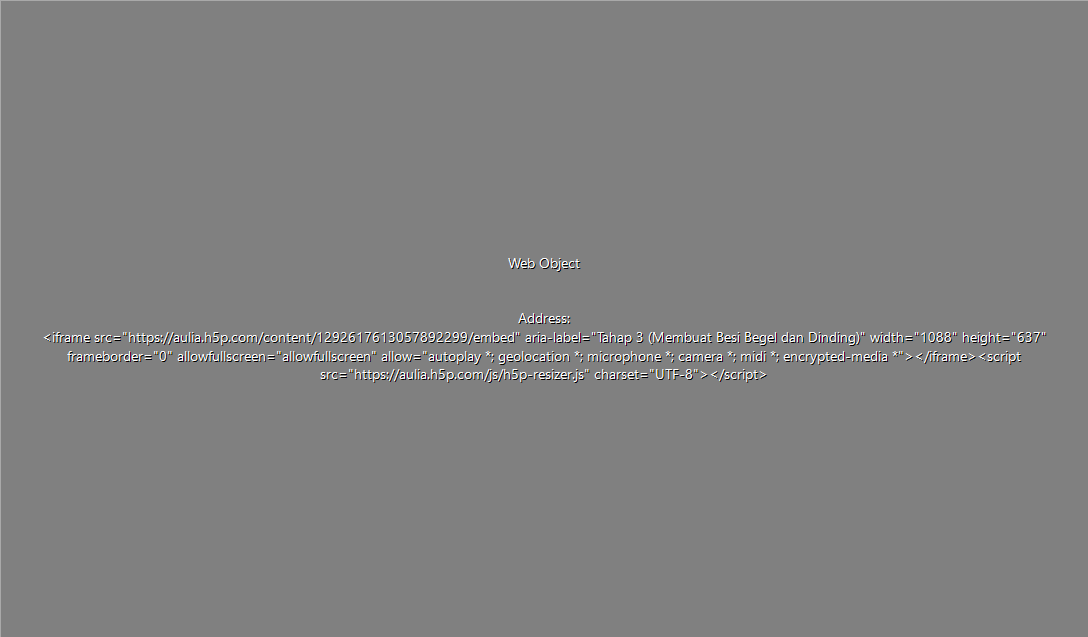 Web Object
Address:
<iframe src="https://aulia.h5p.com/content/1292617613057892299/embed" aria-label="Tahap 3 (Membuat Besi Begel dan Dinding)" width="1088" height="637"
frameborder="0" allowfullscreen="allowfullscreen" allow="autoplay *; geolocation *; microphone *; camera *; midi *; encrypted-media *"></iframe><script
src="https://aulia.h5p.com/js/h5p-resizer.js" charset="UTF-8"></script>